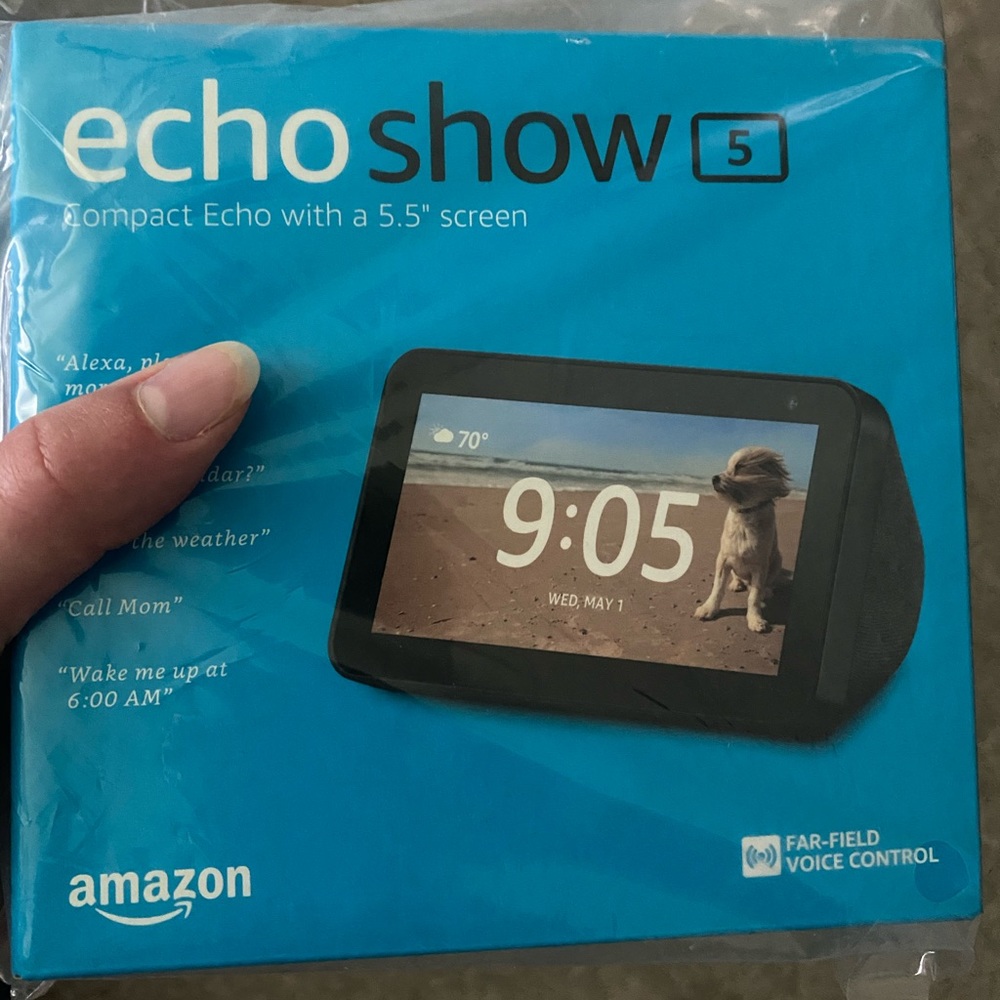 echo show 5
Compact Echo with a 5.5" screen
“Alexa,
70°
9:05
WED, MAY 1
the weather”
“Call Mom”
“Wake me up at
6:00 AM”
amazon
FAR-FIELD
VOICE CONTROL